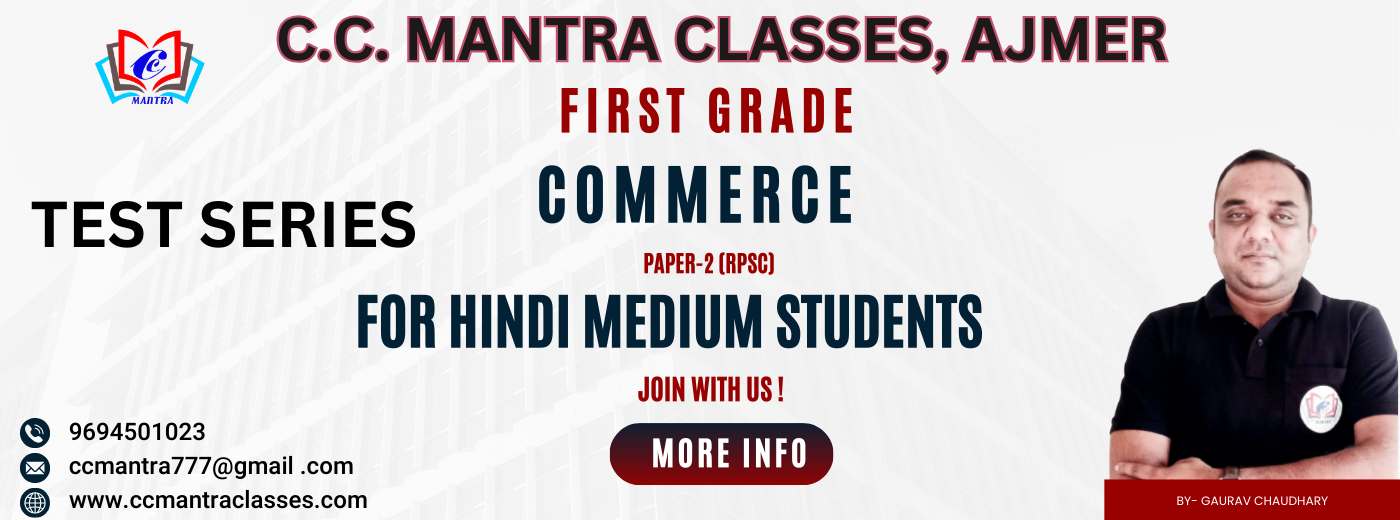 C.C. MANTRA CLASSES, AJMER
Cc
MANTRA
FIRST GRADE
COMMERCE
TEST SERIES
PAPER-2 (RPSC)
FOR HINDI MEDIUM STUDENTS
JOIN WITH US !
MORE INFO
9694501023
ccmantra777@gmail .com
www.ccmantraclasses.com
BY- GAURAV CHAUDHARY